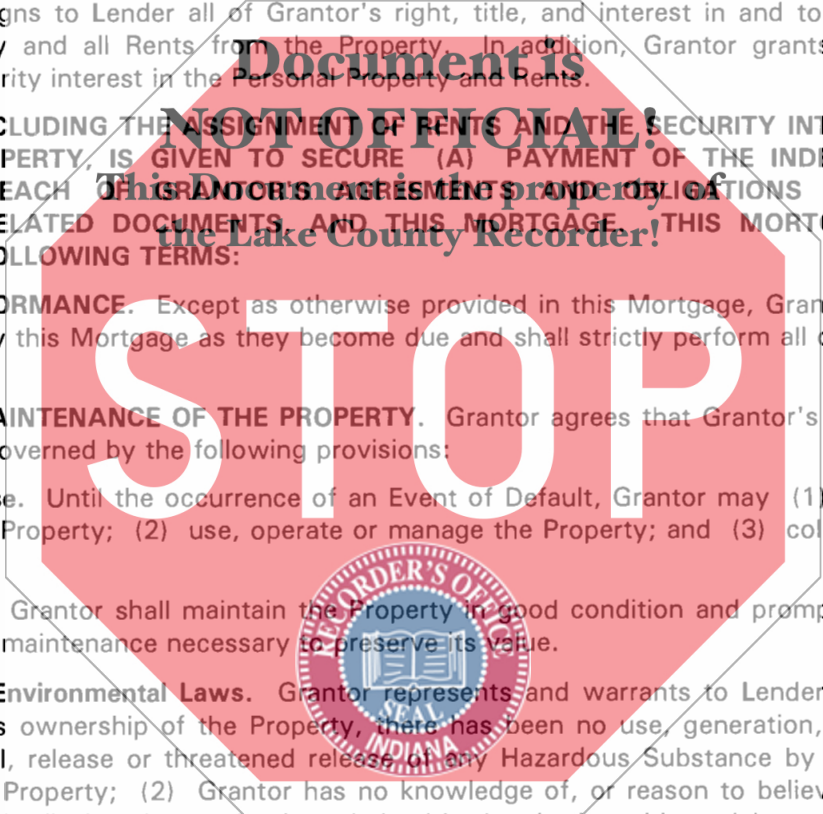 gns to Lender all of Grantor's right, title, and interest in and to
y and all Rents from the Property. In addition, Grantor grants
Document is
rity interest in the Personal Property and Rents.
NOT OFFICIAL!
CLUDING THE ASSIGNMENT OF RENTS AND THE SECURITY INT
PERTY, IS GIVEN TO SECURE (A) PAYMENT OF THE INDE
This Document is the property of
EACH OF GRANTOR'S AGREEMENTS AND OBLIGATIONS
ELATED DOCUMENTS, AND THIS MORTGAGE. THIS MORT
the Lake County Recorder!
OLLOWING TERMS:
ORMANCE. Except as otherwise provided in this Mortgage, Gran
y this Mortgage as they become due and shall strictly perform all o
STOP
AINTENANCE OF THE PROPERTY. Grantor agrees that Grantor's
overned by the following provisions:
se. Until the occurrence of an Event of Default, Grantor may (1)
Property; (2) use, operate or manage the Property; and (3) col
RECORDER'S OFFICE
Grantor shall maintain the Property in good condition and promp
maintenance necessary to preserve its value.
Environmental Laws. Grantor represents and warrants to Lender
SEAL
s ownership of the Property, there has been no use, generation,
INDIANA
l, release or threatened release of any Hazardous Substance by
Property; (2) Grantor has no knowledge of, or reason to believ